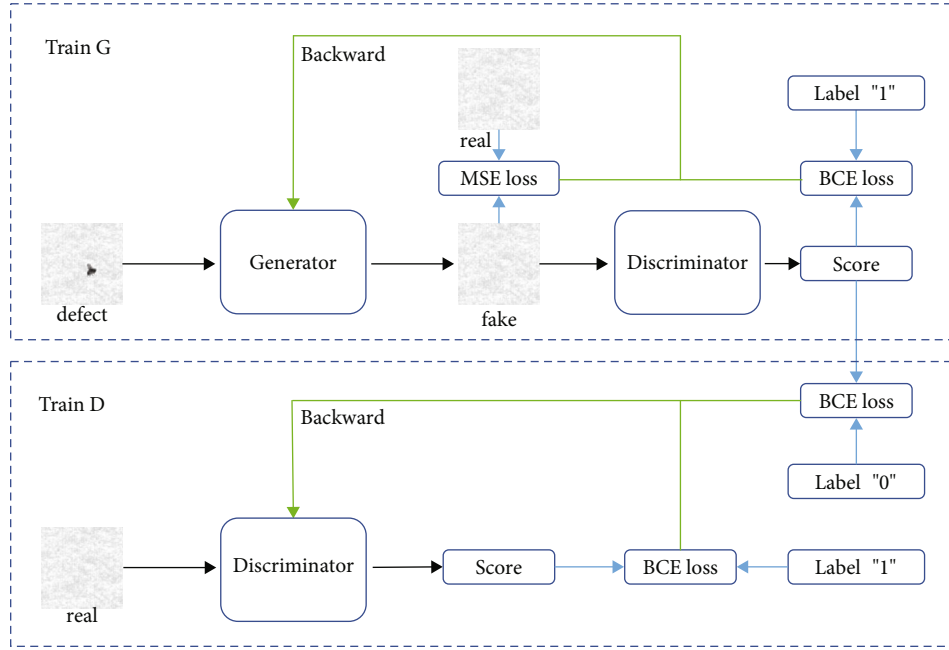 Train G
Backward
Label "1"
real
MSE loss
BCE loss
Generator
Discriminator
Score
defect
fake
Train D
BCE loss
Backward
Label "0"
Discriminator
Score
BCE loss
Label "1"
real